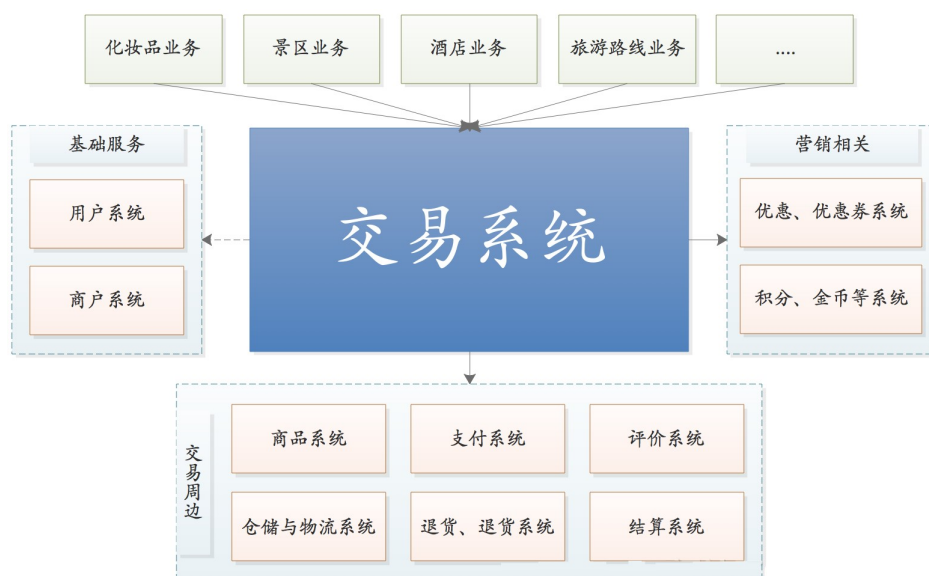 化妆品业务
景区业务
酒店业务
旅游路线业务
....
基础服务
用户系统
商户系统
交易系统
营销相关
优惠、优惠券系统
积分、金币等系统
交易周边
商品系统
支付系统
评价系统
仓储与物流系统
退货、退货系统
结算系统